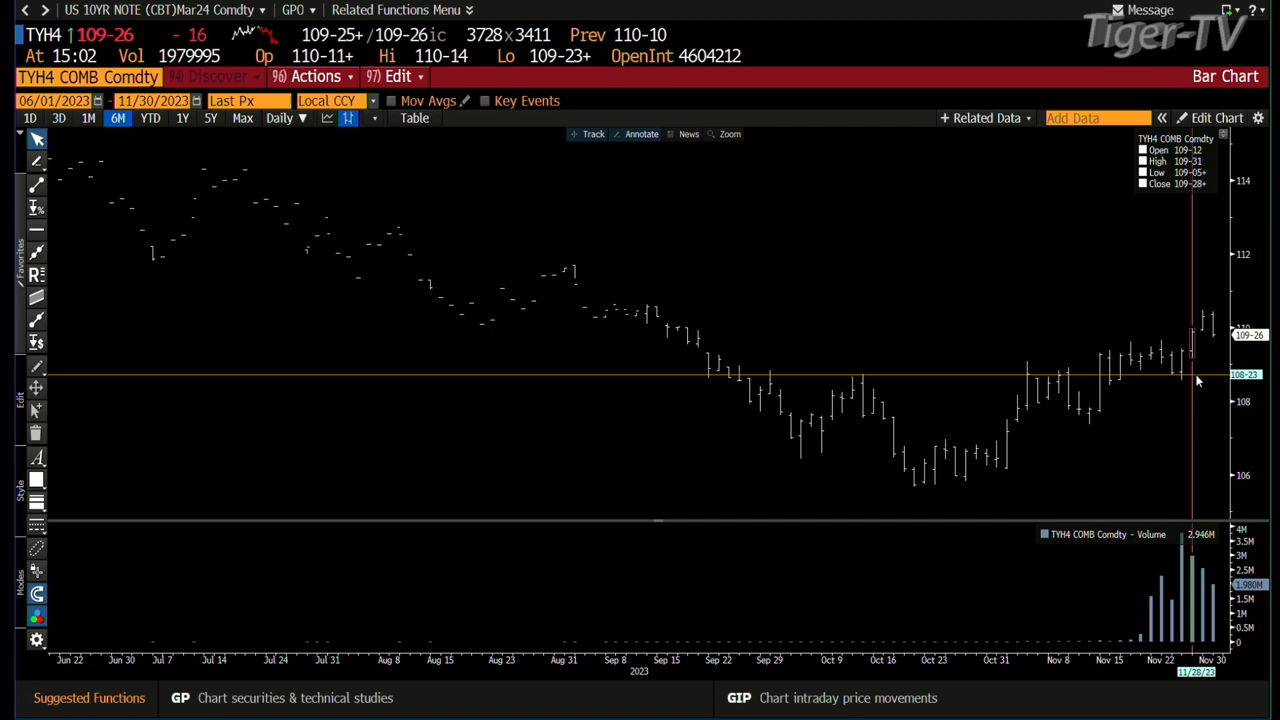 US 10YR NOTE (CBT)Mar24 Comdty GPO Related Functions Menu Message ?
Tiger-TV
TYH4 ↑109-26 - 16 109-25+/109-26ic 3728x3411 Prev 110-10
At 15:02 Vol 1979995 Op 110-11+ Hi 110-14 Lo 109-23+ OpenInt 4604212
TYH4 COMB Comdty 94) Discover 96) Actions 97) Edit Bar Chart
06/01/2023 - 11/30/2023 Last Px Local CCY Mov Avgs Key Events
1D 3D 1M 6M YTD 1Y 5Y Max Daily ▼ Table + Related Data Add Data « Edit Chart
Track Annotate News Zoom
TYH4 COMB Comdty
Open 109-12
High 109-31
Low 109-05+
Close 109-28+
114
112
110
109-26
108-23
108
106
Favorites
Edit
Style
Modes
TYH4 COMB Comdty - Volume 2.946M
4M
3.5M
3M
2.5M
1.980M
1.5M
1M
0.5M
0
Jun 22 Jun 30 Jul 7 Jul 14 Jul 24 Jul 31 Aug 8 Aug 15 Aug 23 Aug 31 Sep 8 Sep 15 Sep 22 Sep 29 Oct 9 Oct 16 Oct 23 Oct 31 Nov 8 Nov 15 Nov 22 Nov 30
2023 11/28/23
Suggested Functions GP Chart securities & technical studies GIP Chart intraday price movements